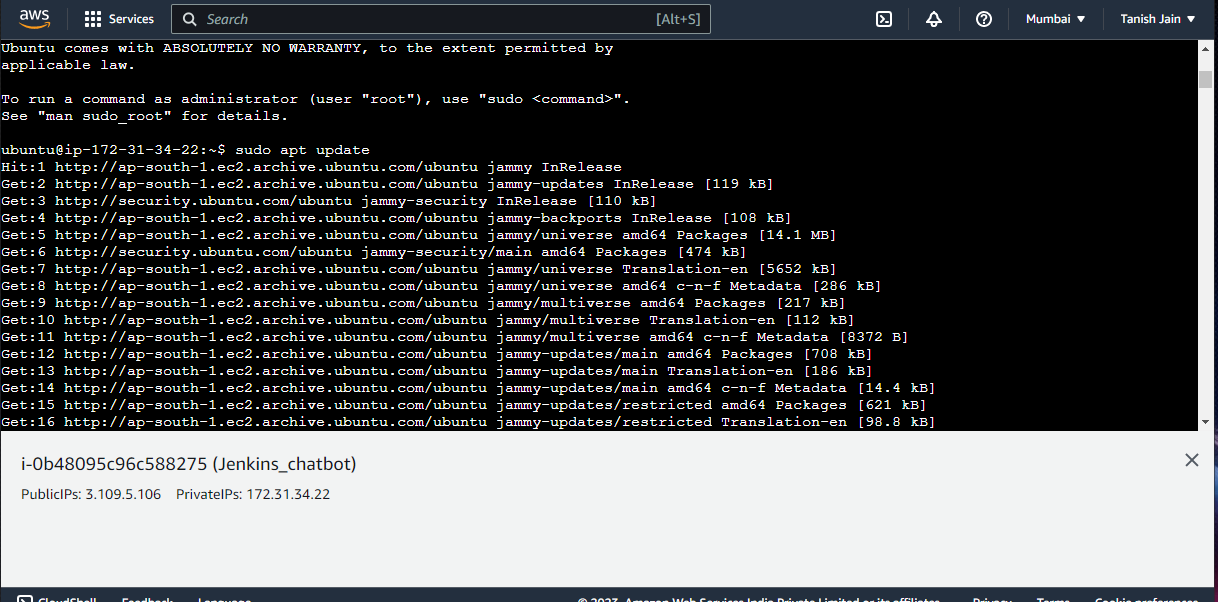 aws Services Search [Alt+S] Mumbai Tanish Jain
Ubuntu comes with ABSOLUTELY NO WARRANTY, to the extent permitted by
applicable law.
To run a command as administrator (user "root"), use "sudo <command>".
See "man sudo_root" for details.
ubuntu@ip-172-31-34-22:~$ sudo apt update
Hit:1 http://ap-south-1.ec2.archive.ubuntu.com/ubuntu jammy InRelease
Get:2 http://ap-south-1.ec2.archive.ubuntu.com/ubuntu jammy-updates InRelease [119 kB]
Get:3 http://security.ubuntu.com/ubuntu jammy-security InRelease [110 kB]
Get:4 http://ap-south-1.ec2.archive.ubuntu.com/ubuntu jammy-backports InRelease [108 kB]
Get:5 http://ap-south-1.ec2.archive.ubuntu.com/ubuntu jammy/universe amd64 Packages [14.1 MB]
Get:6 http://security.ubuntu.com/ubuntu jammy-security/main amd64 Packages [474 kB]
Get:7 http://ap-south-1.ec2.archive.ubuntu.com/ubuntu jammy/universe Translation-en [5652 kB]
Get:8 http://ap-south-1.ec2.archive.ubuntu.com/ubuntu jammy/universe amd64 c-n-f Metadata [286 kB]
Get:9 http://ap-south-1.ec2.archive.ubuntu.com/ubuntu jammy/multiverse amd64 Packages [217 kB]
Get:10 http://ap-south-1.ec2.archive.ubuntu.com/ubuntu jammy/multiverse Translation-en [112 kB]
Get:11 http://ap-south-1.ec2.archive.ubuntu.com/ubuntu jammy/multiverse amd64 c-n-f Metadata [8372 B]
Get:12 http://ap-south-1.ec2.archive.ubuntu.com/ubuntu jammy-updates/main amd64 Packages [708 kB]
Get:13 http://ap-south-1.ec2.archive.ubuntu.com/ubuntu jammy-updates/main Translation-en [186 kB]
Get:14 http://ap-south-1.ec2.archive.ubuntu.com/ubuntu jammy-updates/main amd64 c-n-f Metadata [14.4 kB]
Get:15 http://ap-south-1.ec2.archive.ubuntu.com/ubuntu jammy-updates/restricted amd64 Packages [621 kB]
Get:16 http://ap-south-1.ec2.archive.ubuntu.com/ubuntu jammy-updates/restricted Translation-en [98.8 kB]
i-0b48095c96c588275 (Jenkins_chatbot)
PublicIPs: 3.109.5.106 PrivateIPs: 172.31.34.22
CloudShell Feedback Language © 2023, Amazon Web Services India Private Limited or its affiliates. Privacy Terms Cookie preferences